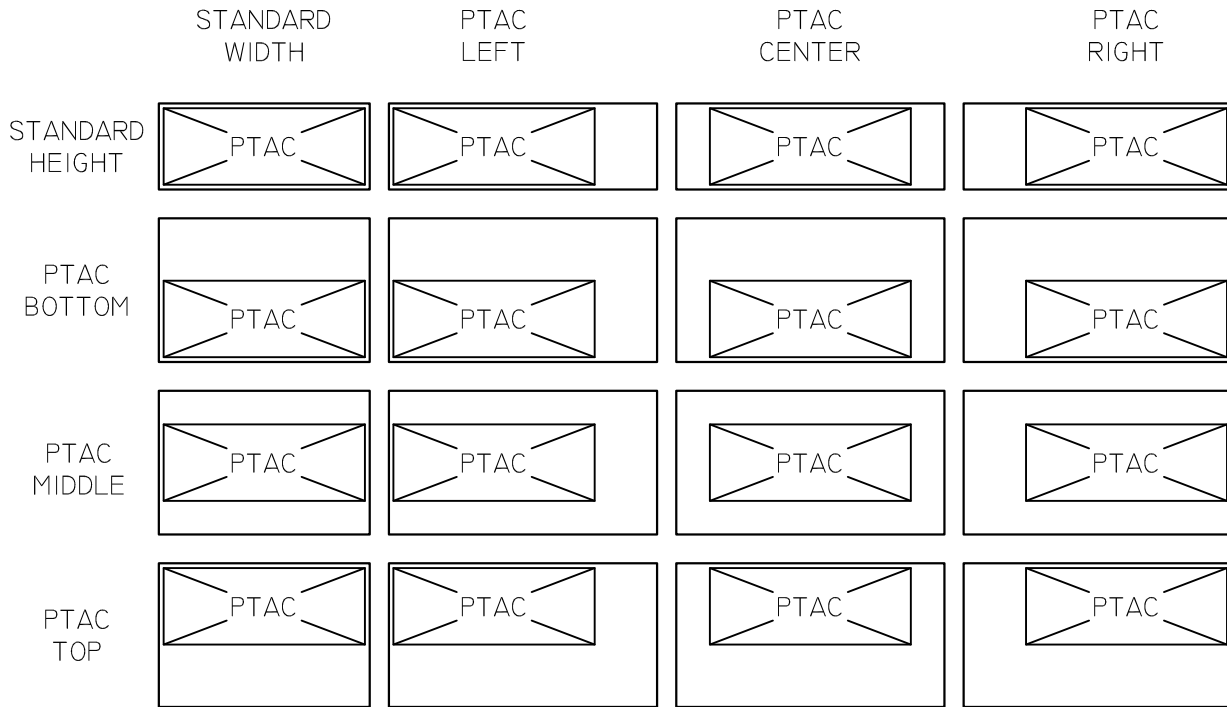 STANDARD WIDTH
PTAC LEFT
PTAC CENTER
PTAC RIGHT
STANDARD HEIGHT
PTAC PTAC PTAC PTAC
PTAC BOTTOM
PTAC PTAC PTAC PTAC
PTAC MIDDLE
PTAC PTAC PTAC PTAC
PTAC TOP
PTAC PTAC PTAC PTAC